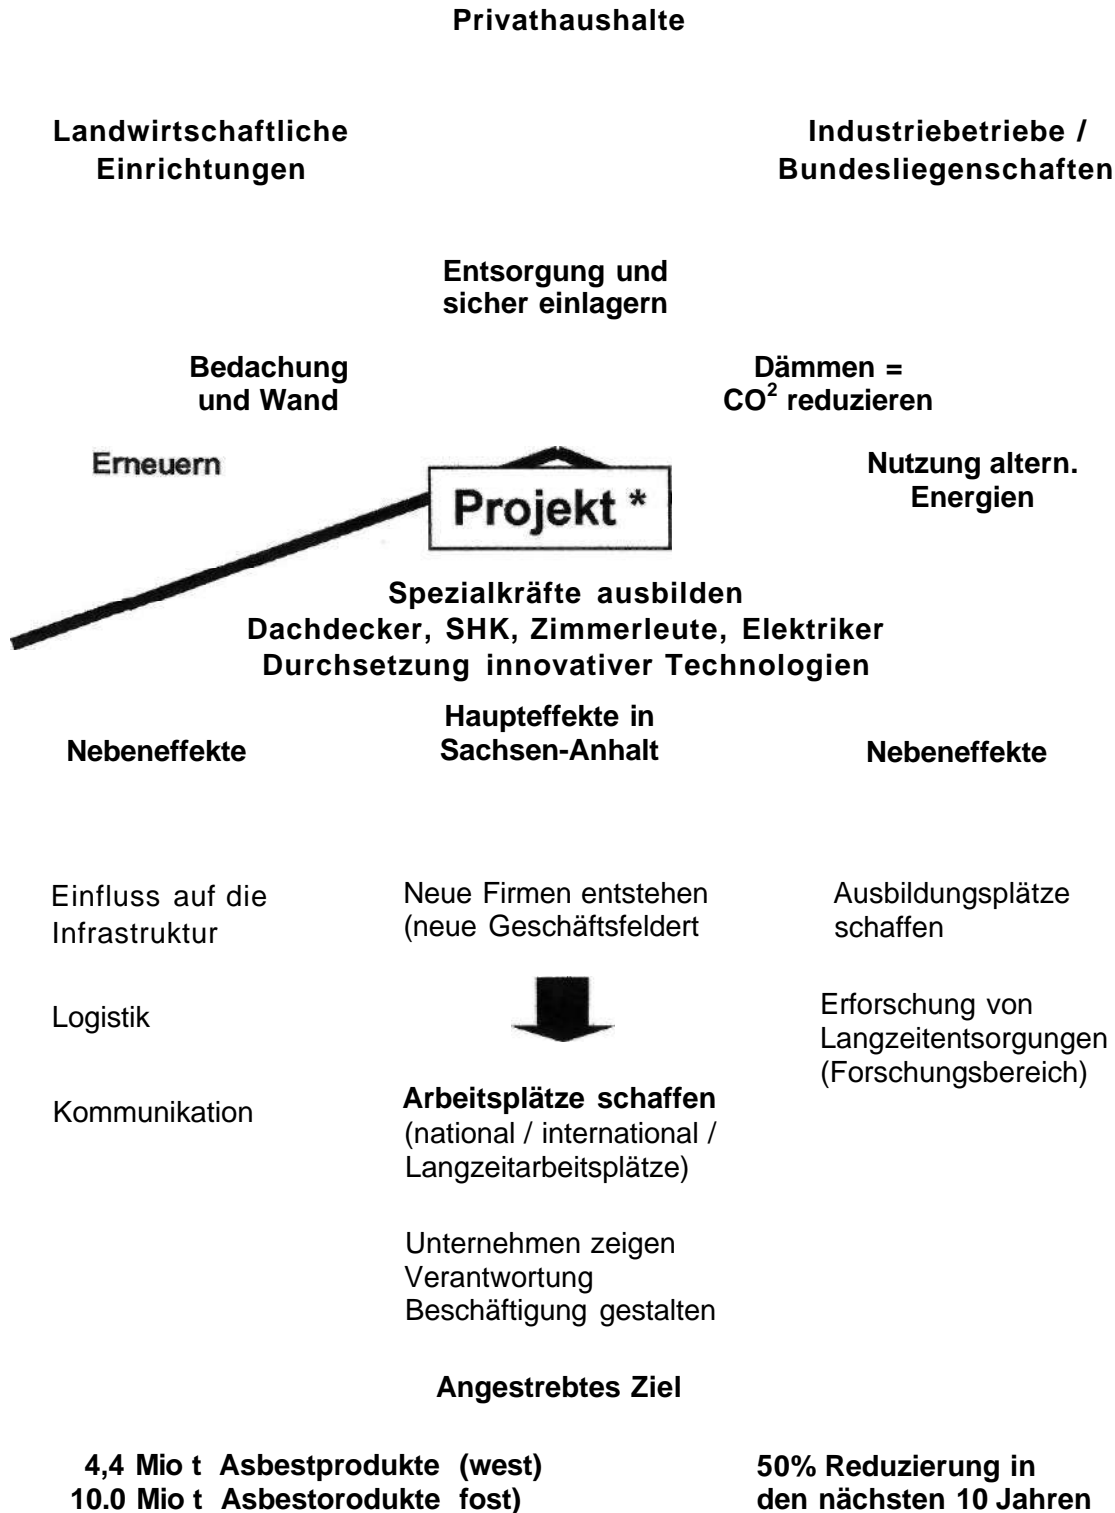 Privathaushalte
Landwirtschaftliche
Einrichtungen
Industriebetriebe /
Bundesliegenschaften
Entsorgung und
sicher einlagern
Bedachung
und Wand
Dämmen =
CO² reduzieren
Erneuern
Nutzung altern.
Energien
Projekt *
Spezialkräfte ausbilden
Dachdecker, SHK, Zimmerleute, Elektriker
Durchsetzung innovativer Technologien
Nebeneffekte
Haupteffekte in
Sachsen-Anhalt
Nebeneffekte
Einfluss auf die
Infrastruktur
Logistik
Kommunikation
Neue Firmen entstehen
(neue Geschäftsfeldert
Arbeitsplätze schaffen
(national / international /
Langzeitarbeitsplätze)
Unternehmen zeigen
Verantwortung
Beschäftigung gestalten
Ausbildungsplätze
schaffen
Erforschung von
Langzeitentsorgungen
(Forschungsbereich)
Angestrebtes Ziel
4,4 Mio t Asbestprodukte (west)
10.0 Mio t Asbestorodukte fost)
50% Reduzierung in
den nächsten 10 Jahren